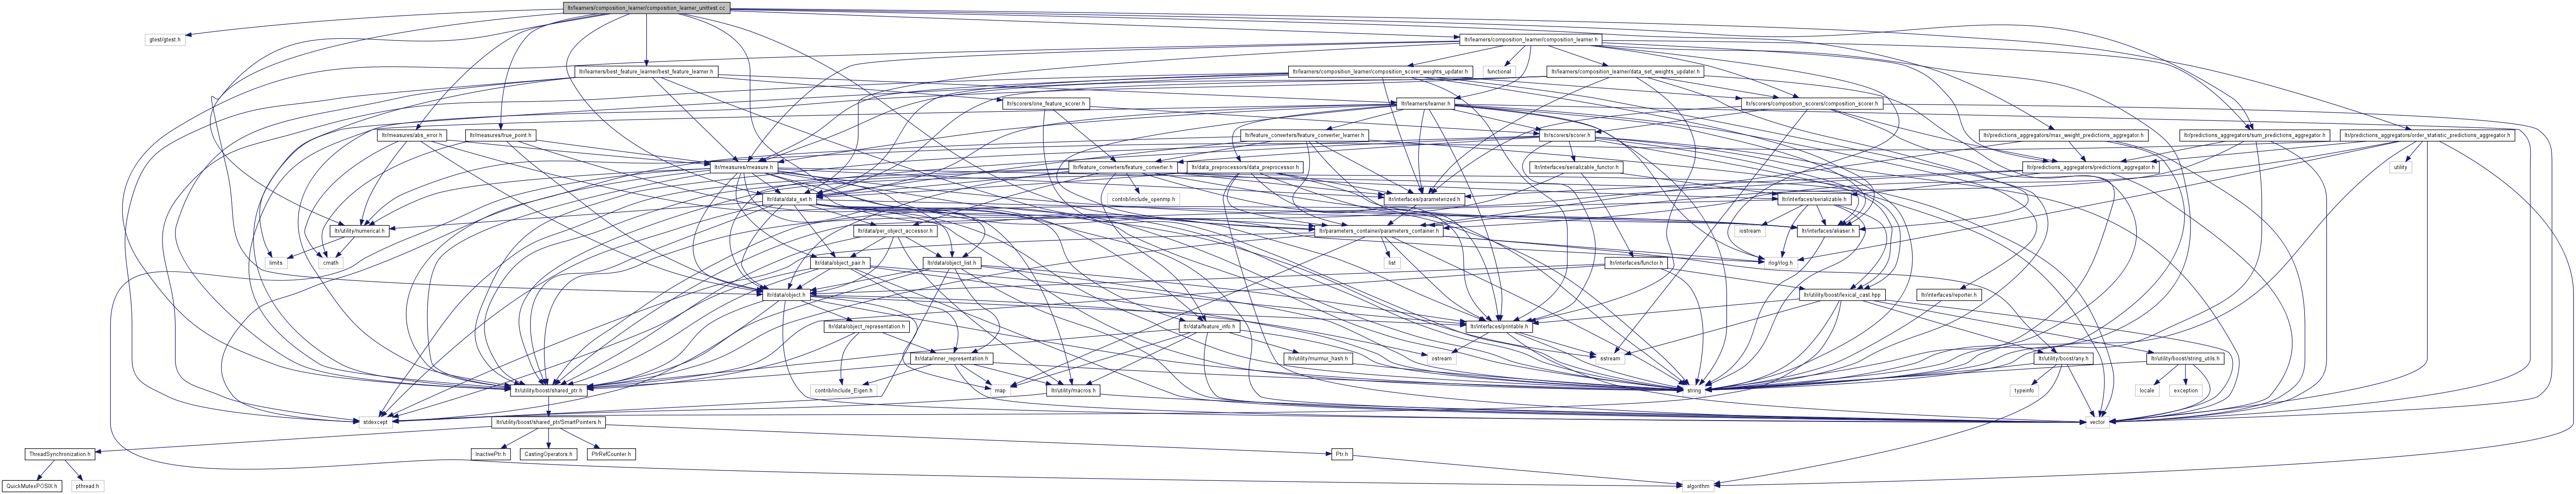 ltr/learners/composition_learner/composition_learner_unittest.cc
gtest/gtest.h
ltr/learners/composition_learner/composition_learner.h
ltr/learners/best_feature_learner/best_feature_learner.h
ltr/learners/composition_learner/composition_scorer_weights_updater.h
functional
ltr/learners/composition_learner/data_set_weights_updater.h
ltr/scorers/one_feature_scorer.h
ltr/learners/learner.h
ltr/scorers/composition_scorers/composition_scorer.h
ltr/measures/abs_error.h
ltr/measures/true_point.h
ltr/feature_converters/feature_converter_learner.h
ltr/scorers/scorer.h
ltr/predictions_aggregators/max_weight_predictions_aggregator.h
ltr/predictions_aggregators/sum_predictions_aggregator.h
ltr/predictions_aggregators/order_statistic_predictions_aggregator.h
ltr/measures/measure.h
ltr/feature_converters/feature_converter.h
ltr/data_preprocessors/data_preprocessor.h
ltr/interfaces/serializable_functor.h
ltr/predictions_aggregators/predictions_aggregator.h
utility
ltr/data/data_set.h
contrib/include_openmp.h
ltr/interfaces/parameterized.h
ltr/interfaces/serializable.h
ltr/utility/numerical.h
ltr/data/per_object_accessor.h
ltr/parameters_container/parameters_container.h
iostream
ltr/interfaces/aliaser.h
limits
cmath
ltr/data/object_pair.h
ltr/data/object_list.h
list
ltr/interfaces/functor.h
rlog/rlog.h
ltr/data/object.h
ltr/utility/boost/lexical_cast.hpp
ltr/interfaces/reporter.h
ltr/data/object_representation.h
ltr/data/feature_info.h
ltr/interfaces/printable.h
ltr/data/inner_representation.h
ltr/utility/murmur_hash.h
ostream
sstream
ltr/utility/boost/any.h
ltr/utility/boost/string_utils.h
ltr/utility/boost/shared_ptr.h
contrib/include_Eigen.h
map
ltr/utility/macros.h
string
typeinfo
locale
exception
stdexcept
ltr/utility/boost/shared_ptr/SmartPointers.h
vector
ThreadSynchronization.h
InactivePtr.h
CastingOperators.h
PtrRefCounter.h
Ptr.h
QuickMutexPOSIX.h
pthread.h
algorithm